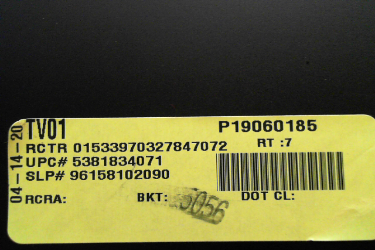 04-14-20
TV01 P19060185
RCTR 01533970327847072 RT :7
UPC# 5381834071
SLP# 96158102090
RCRA: BKT: DOT CL: